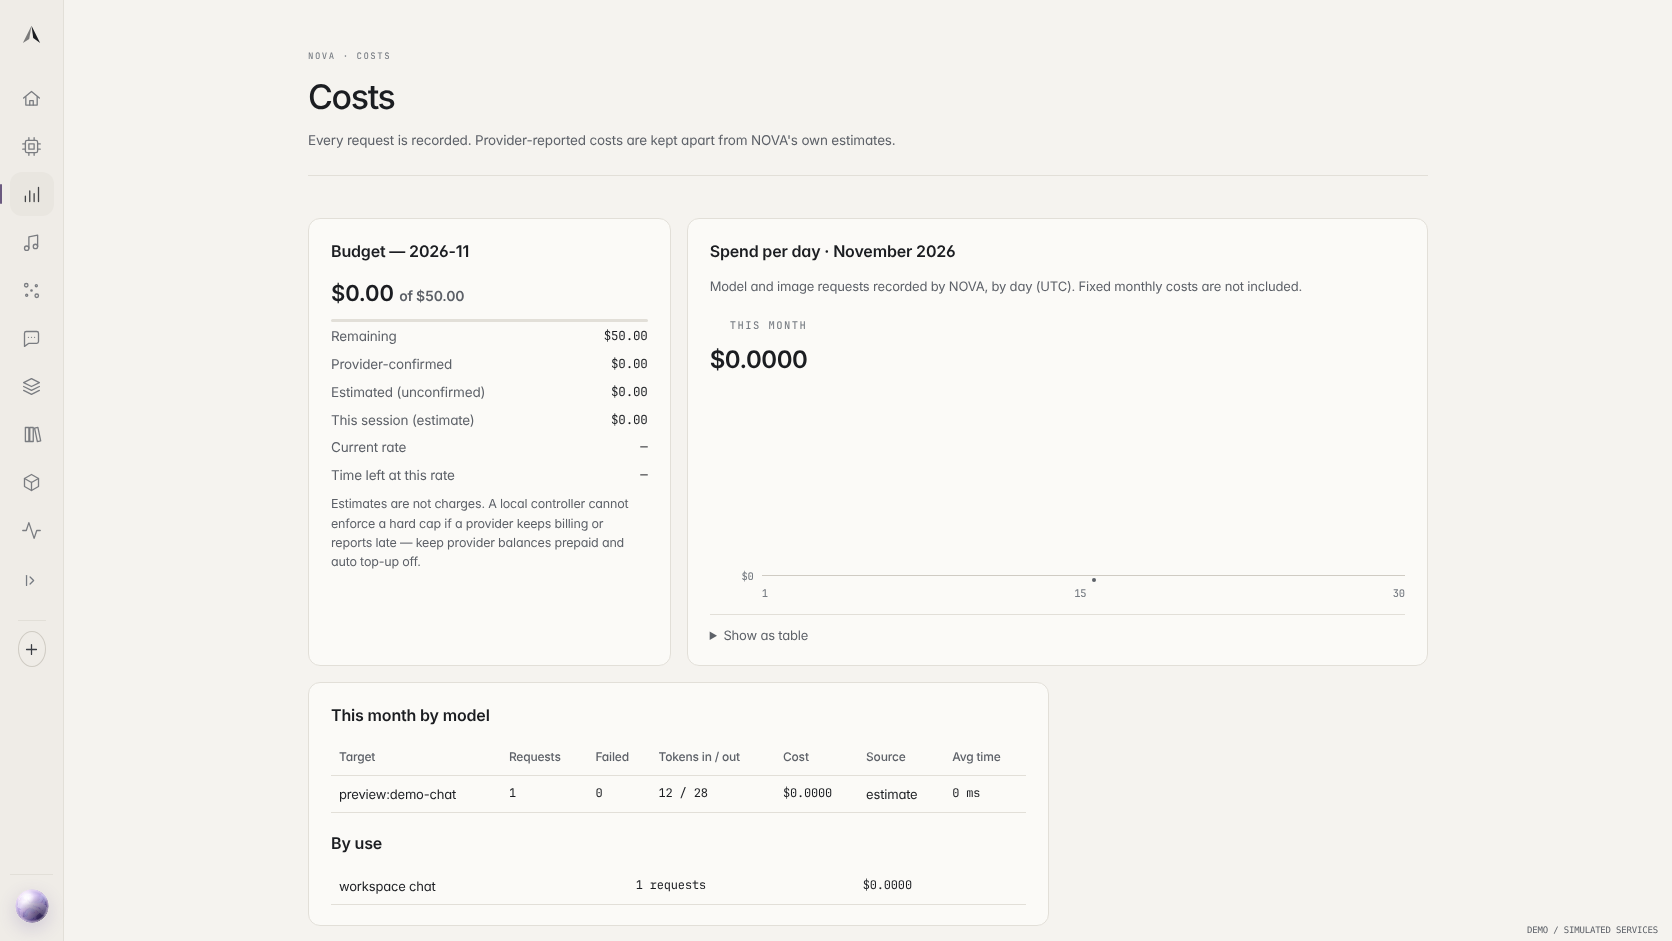 NOVA · COSTS
Costs
Every request is recorded. Provider-reported costs are kept apart from NOVA's own estimates.
Budget — 2026-11
$0.00 of $50.00
Remaining $50.00
Provider-confirmed $0.00
Estimated (unconfirmed) $0.00
This session (estimate) $0.00
Current rate —
Time left at this rate —
Estimates are not charges. A local controller cannot
enforce a hard cap if a provider keeps billing or
reports late — keep provider balances prepaid and
auto top-up off.
Spend per day · November 2026
Model and image requests recorded by NOVA, by day (UTC). Fixed monthly costs are not included.
THIS MONTH
$0.0000
$0
1 15 30
Show as table
This month by model
Target Requests Failed Tokens in / out Cost Source Avg time
preview:demo-chat 1 0 12 / 28 $0.0000 estimate 0 ms
By use
workspace chat 1 requests $0.0000
DEMO / SIMULATED SERVICES